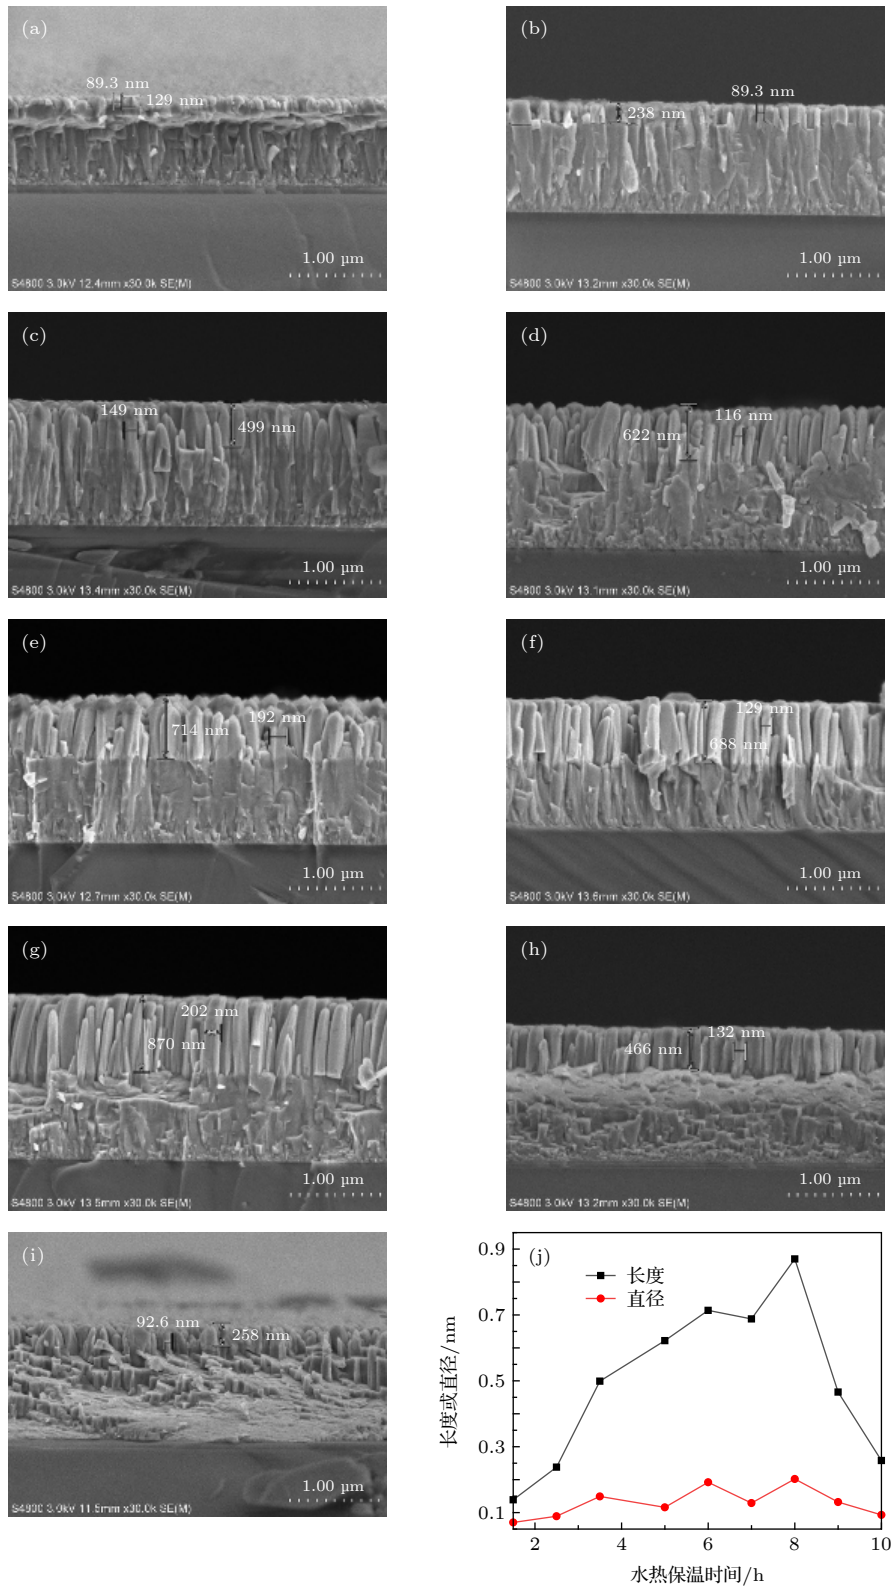 (a)
89.3 nm
129 nm
1.00 µm
S4800 3.0kV 12.4mm x30.0k SE(M)
(b)
89.3 nm
238 nm
1.00 µm
S4800 3.0kV 13.2mm x30.0k SE(M)
(c)
149 nm
499 nm
1.00 µm
S4800 3.0kV 13.4mm x30.0k SE(M)
(d)
116 nm
622 nm
1.00 µm
S4800 3.0kV 13.1mm x30.0k SE(M)
(e)
192 nm
714 nm
1.00 µm
S4800 3.0kV 12.7mm x30.0k SE(M)
(f)
129 nm
688 nm
1.00 µm
S4800 3.0kV 13.6mm x30.0k SE(M)
(g)
202 nm
870 nm
1.00 µm
S4800 3.0kV 13.5mm x30.0k SE(M)
(h)
132 nm
466 nm
1.00 µm
S4800 3.0kV 13.2mm x30.0k SE(M)
(i)
92.6 nm
258 nm
1.00 µm
S4800 3.0kV 11.5mm x30.0k SE(M)
(j)
长度
直径
长度或直径/nm
0.9
0.7
0.5
0.3
0.1
2 4 6 8 10
水热保温时间/h